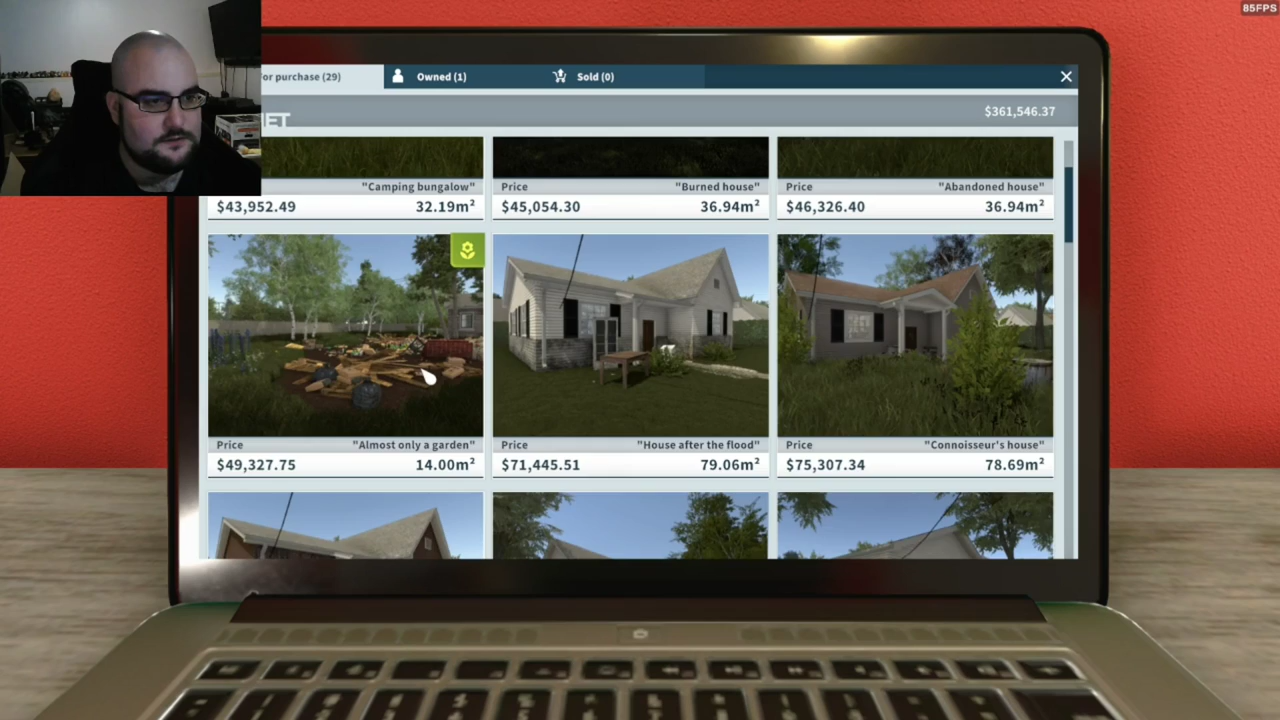 85FPS
or purchase (29)
Owned (1)
Sold (0)
$361,546.37
"Camping bungalow"
$43,952.49
32.19m²
Price
"Burned house"
$45,054.30
36.94m²
Price
"Abandoned house"
$46,326.40
36.94m²
Price
"Almost only a garden"
$49,327.75
14.00m²
Price
"House after the flood"
$71,445.51
79.06m²
Price
"Connoisseur's house"
$75,307.34
78.69m²